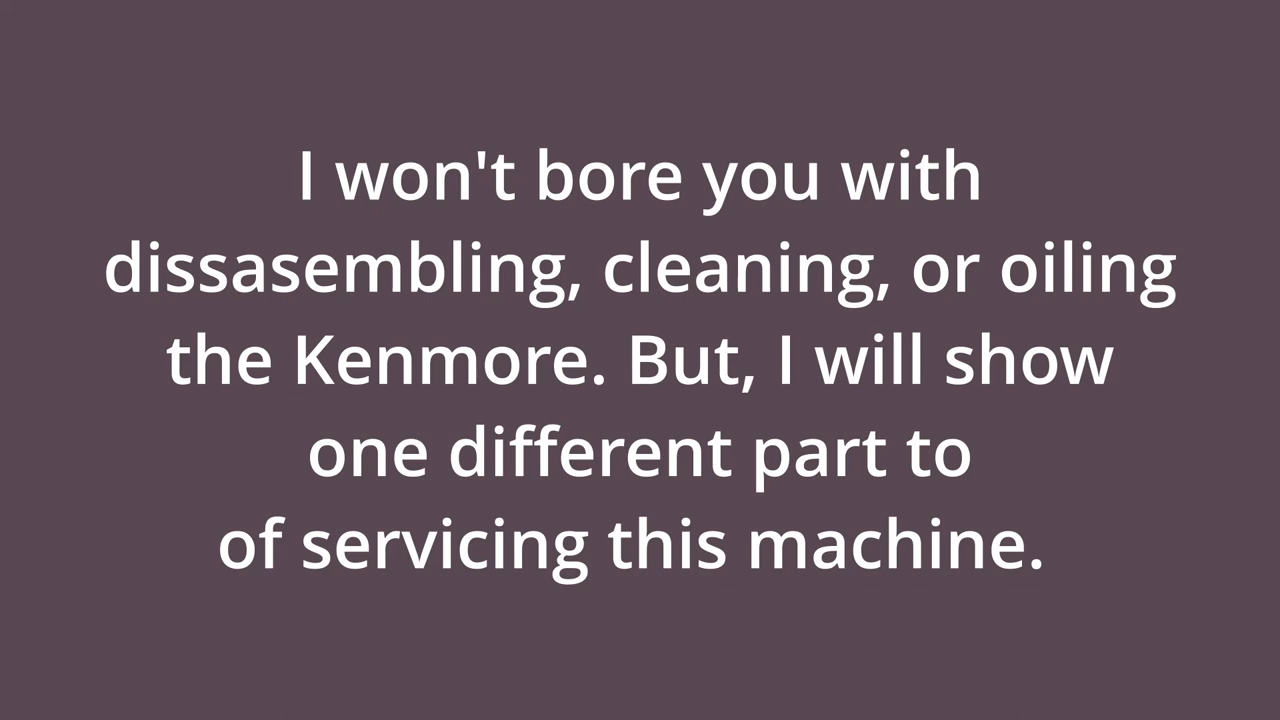 I won't bore you with
dissasembling, cleaning, or oiling
the Kenmore. But, I will show
one different part to
of servicing this machine.